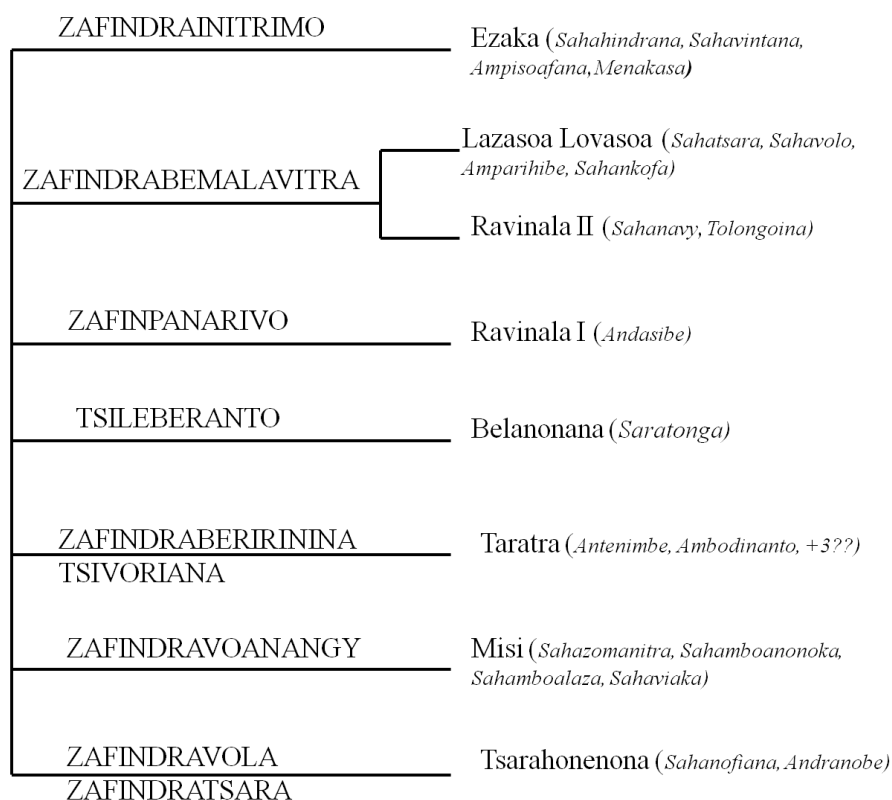 ZAFINDRAINITRIMO
Ezaka (Sahahindrana, Sahavintana,
Ampisoafana, Menakasa)
ZAFINDRABEMALAVITRA
Lazasoa Lovasoa (Sahatsara, Sahavolo,
Amparihibe, Sahankofa)
Ravinala II (Sahanavy, Tolongoina)
ZAFINPANARIVO
Ravinala I (Andasibe)
TSILEBERANTO
Belanonana (Saratonga)
ZAFINDRABERIRININA
TSIVORIANA
Taratra (Antenimbe, Ambodinanto, +3??)
ZAFINDRAVOANANGY
Misi (Sahazomanitra, Sahamboanonoka,
Sahamboalaza, Sahaviaka)
ZAFINDRAVOLA
ZAFINDRATSARA
Tsarahonenona (Sahanofiana, Andranobe)